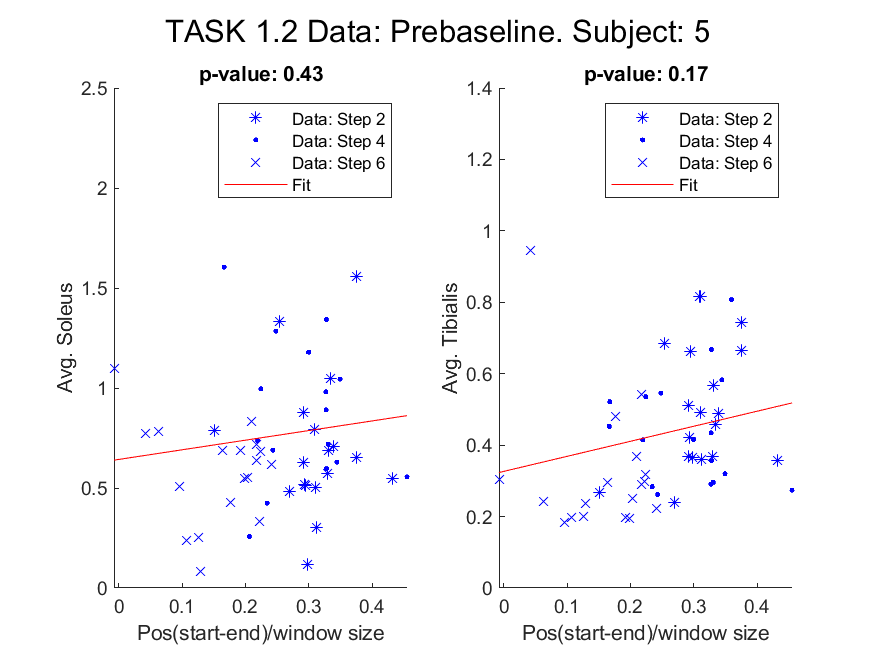 TASK 1.2 Data: Prebaseline. Subject: 5
p-value: 0.43
2.5
2
1.5
1
0.5
0
Avg. Soleus
Data: Step 2
Data: Step 4
Data: Step 6
Fit
0 0.1 0.2 0.3 0.4
Pos(start-end)/window size
p-value: 0.17
1.4
1.2
1
0.8
0.6
0.4
0.2
0
Avg. Tibialis
Data: Step 2
Data: Step 4
Data: Step 6
Fit
0 0.1 0.2 0.3 0.4
Pos(start-end)/window size